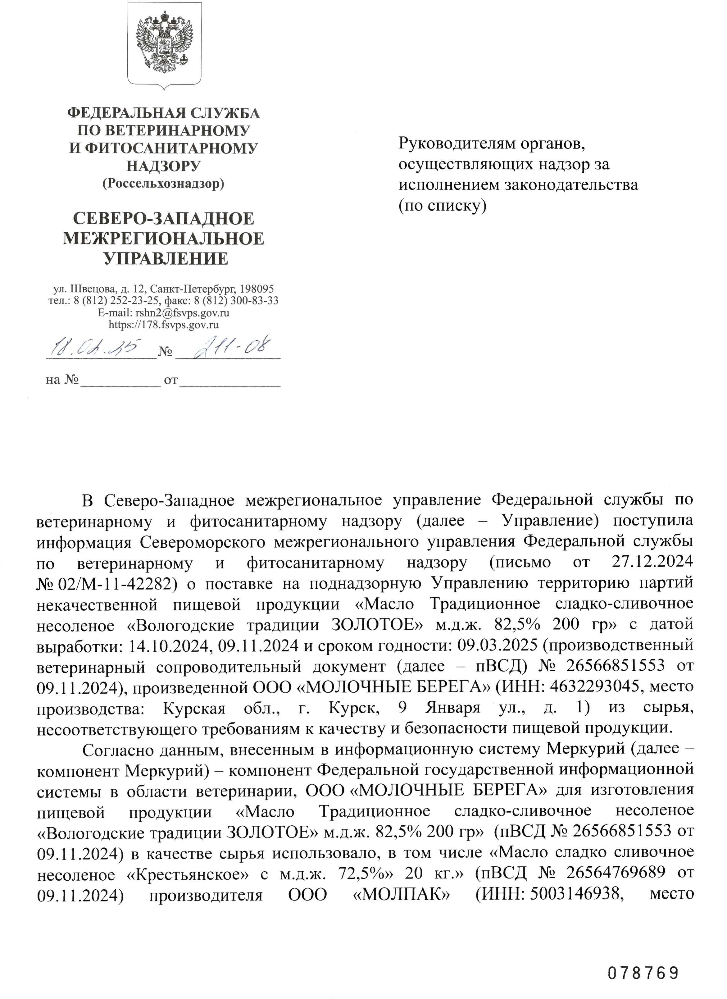 ФЕДЕРАЛЬНАЯ СЛУЖБА
ПО ВЕТЕРИНАРНОМУ
И ФИТОСАНИТАРНОМУ
НАДЗОРУ
(Россельхознадзор)
СЕВЕРО-ЗАПАДНОЕ
МЕЖРЕГИОНАЛЬНОЕ
УПРАВЛЕНИЕ
ул. Швецова, д. 12, Санкт-Петербург, 198095
тел.: 8 (812) 252-23-25, факс: 8 (812) 300-83-33
E-mail: rshn2@fsvps.gov.ru
https://178.fsvps.gov.ru
18.02.25 № 211-08
на № от
Руководителям органов,
осуществляющих надзор за
исполнением законодательства
(по списку)
В Северо-Западное межрегиональное управление Федеральной службы по
ветеринарному и фитосанитарному надзору (далее – Управление) поступила
информация Североморского межрегионального управления Федеральной службы
по ветеринарному и фитосанитарному надзору (письмо от 27.12.2024
№ 02/М-11-42282) о поставке на поднадзорную Управлению территорию партий
некачественной пищевой продукции «Масло Традиционное сладко-сливочное
несоленое «Вологодские традиции ЗОЛОТОЕ» м.д.ж. 82,5% 200 гр» с датой
выработки: 14.10.2024, 09.11.2024 и сроком годности: 09.03.2025 (производственный
ветеринарный сопроводительный документ (далее – пВСД) № 26566851553 от
09.11.2024), произведенной ООО «МОЛОЧНЫЕ БЕРЕГА» (ИНН: 4632293045, место
производства: Курская обл., г. Курск, 9 Января ул., д. 1) из сырья,
несоответствующего требованиям к качеству и безопасности пищевой продукции.
Согласно данным, внесенным в информационную систему Меркурий (далее –
компонент Меркурий) – компонент Федеральной государственной информационной
системы в области ветеринарии, ООО «МОЛОЧНЫЕ БЕРЕГА» для изготовления
пищевой продукции «Масло Традиционное сладко-сливочное несоленое
«Вологодские традиции ЗОЛОТОЕ» м.д.ж. 82,5% 200 гр» (пВСД № 26566851553 от
09.11.2024) в качестве сырья использовало, в том числе «Масло сладко сливочное
несоленое «Крестьянское» с м.д.ж. 72,5%» 20 кг.» (пВСД № 26564769689 от
09.11.2024) производителя ООО «МОЛПАК» (ИНН: 5003146938, место
078769